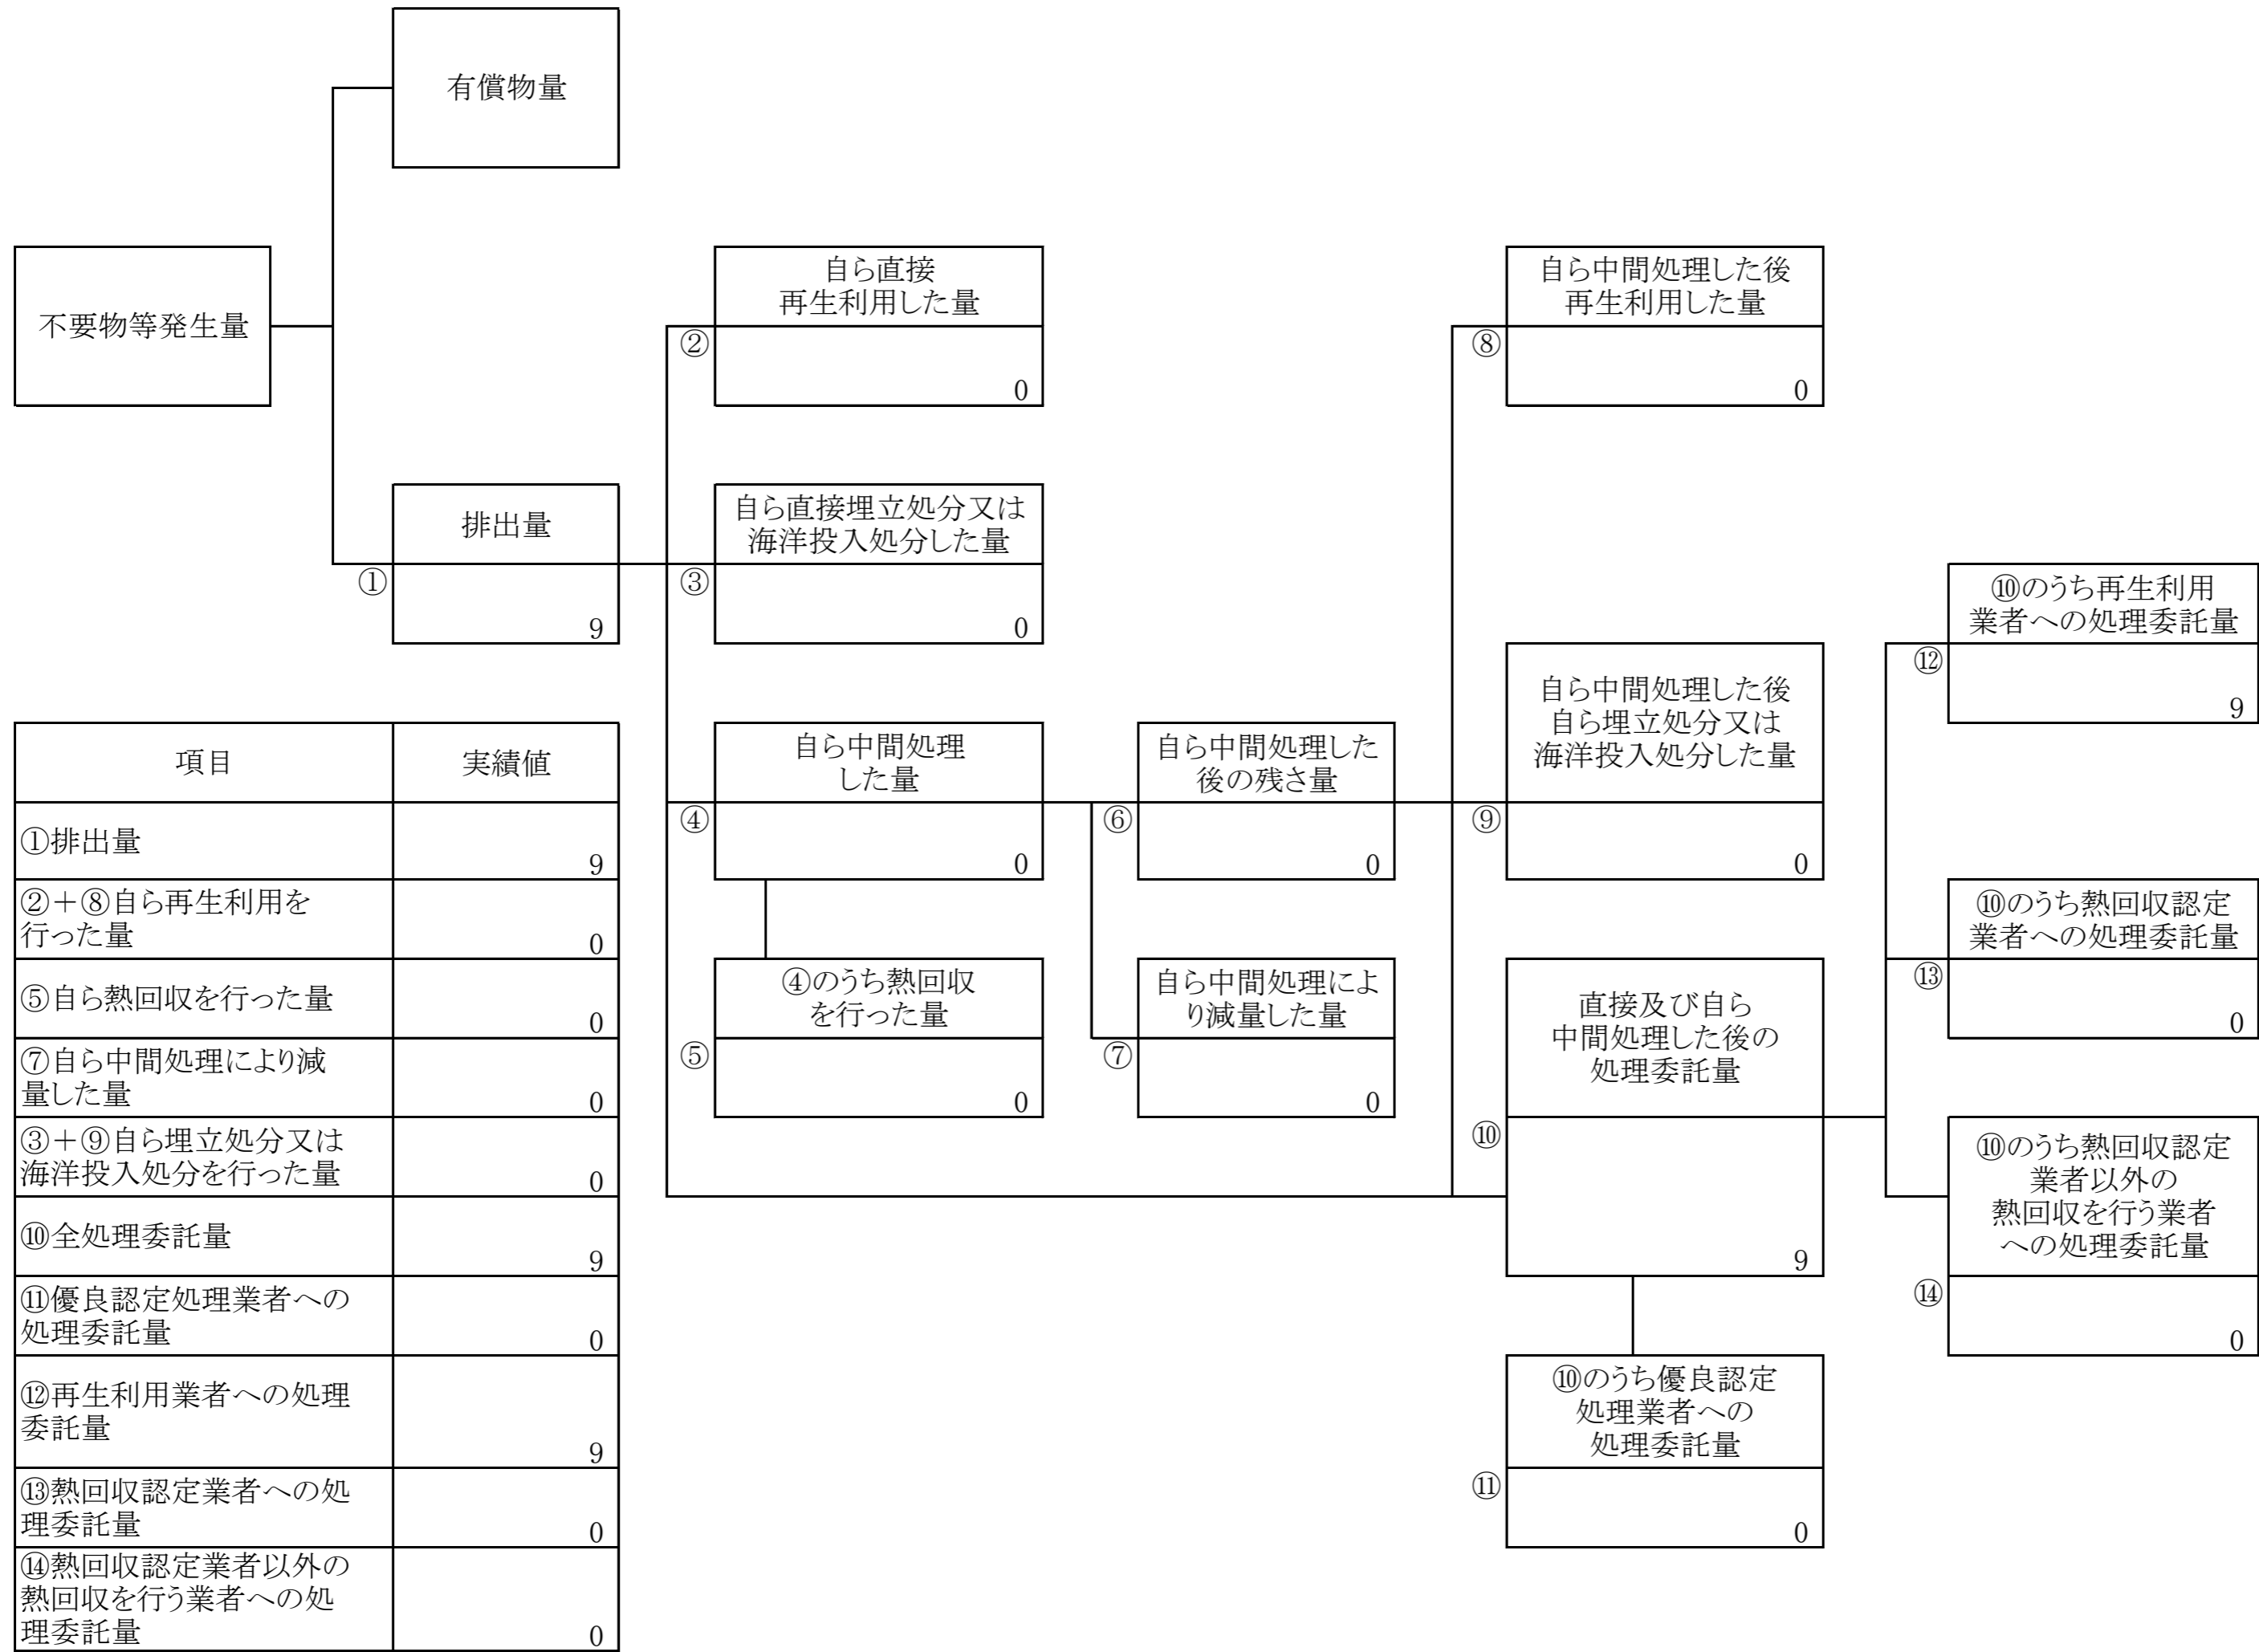 有償物量
不要物等発生量
自ら直接
再生利用した量
②
0
自ら中間処理した後
再生利用した量
⑧
0
排出量
①
9
自ら直接埋立処分又は
海洋投入処分した量
③
0
⑩のうち再生利用
業者への処理委託量
⑫
9
自ら中間処理
した量
④
0
自ら中間処理した
後の残さ量
⑥
0
自ら中間処理した後
自ら埋立処分又は
海洋投入処分した量
⑨
0
⑩のうち熱回収認定
業者への処理委託量
⑬
0
④のうち熱回収
を行った量
⑤
0
自ら中間処理によ
り減量した量
⑦
0
直接及び自ら
中間処理した後の
処理委託量
⑩
9
⑩のうち熱回収認定
業者以外の
熱回収を行う業者
への処理委託量
⑭
0
⑩のうち優良認定
処理業者への
処理委託量
⑪
0
項目 実績値
①排出量
9
②+⑧自ら再生利用を
行った量
0
⑤自ら熱回収を行った量
0
⑦自ら中間処理により減
量した量
0
③+⑨自ら埋立処分又は
海洋投入処分を行った量
0
⑩全処理委託量
9
⑪優良認定処理業者への
処理委託量
0
⑫再生利用業者への処理
委託量
9
⑬熱回収認定業者への処
理委託量
0
⑭熱回収認定業者以外の
熱回収を行う業者への処
理委託量
0